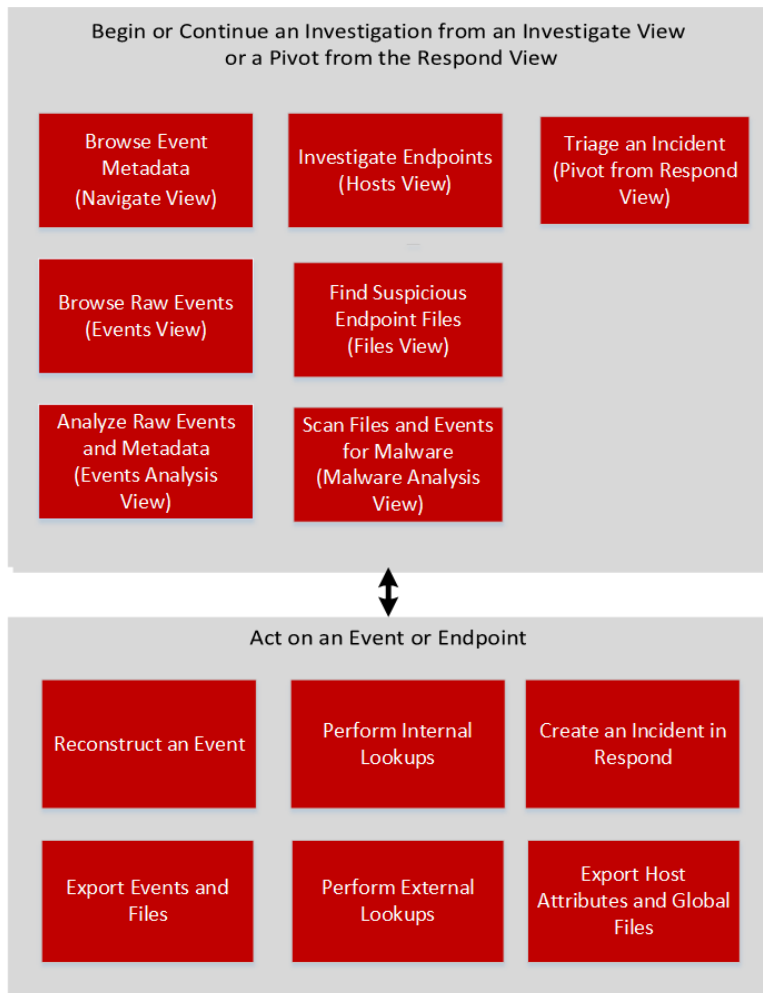 Begin or Continue an Investigation from an Investigate View
or a Pivot from the Respond View
Browse Event
Metadata
(Navigate View)
Investigate Endpoints
(Hosts View)
Triage an Incident
(Pivot from Respond
View)
Browse Raw Events
(Events View)
Find Suspicious
Endpoint Files
(Files View)
Analyze Raw Events
and Metadata
(Events Analysis
View)
Scan Files and Events
for Malware
(Malware Analysis
View)
Act on an Event or Endpoint
Reconstruct an Event
Perform Internal
Lookups
Create an Incident in
Respond
Export Events and
Files
Perform External
Lookups
Export Host
Attributes and Global
Files